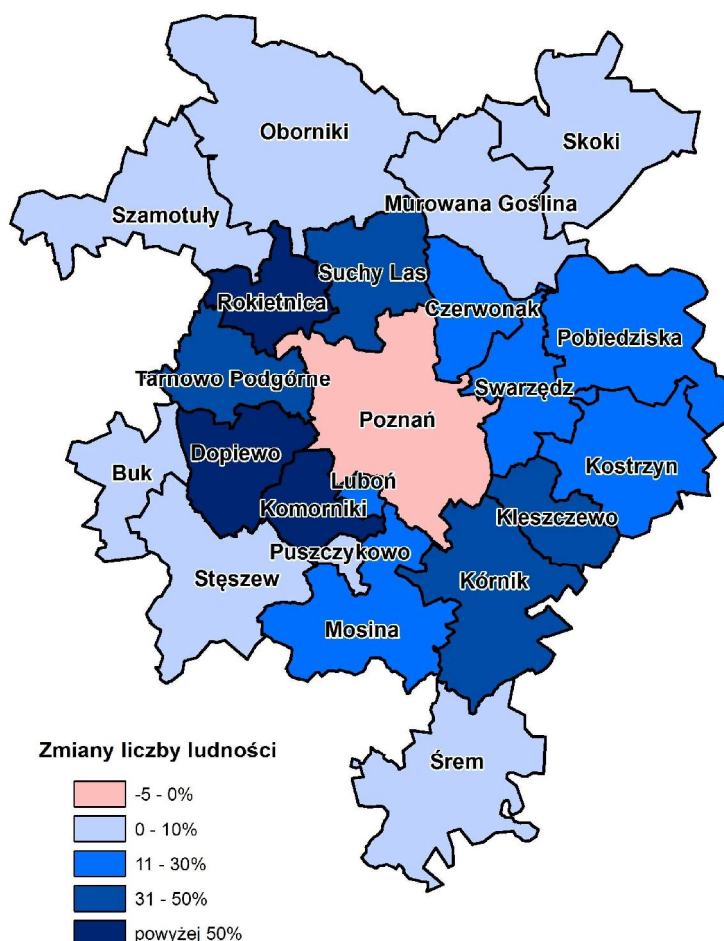 Oborniki
Skoki
Szamotuły
Murowana Goślina
Suchy Las
Rokietnica
Czerwonak
Pobiedziska
Tarnowo Podgórne
Swarzędz
Poznań
Dopiewo
Buk
Kostrzyn
Luboń
Komorniki
Kleszczewo
Puszczykowo
Stęszew
Kórnik
Mosina
Śrem
Zmiany liczby ludności
-5 - 0%
0 - 10%
11 - 30%
31 - 50%
powyżej 50%